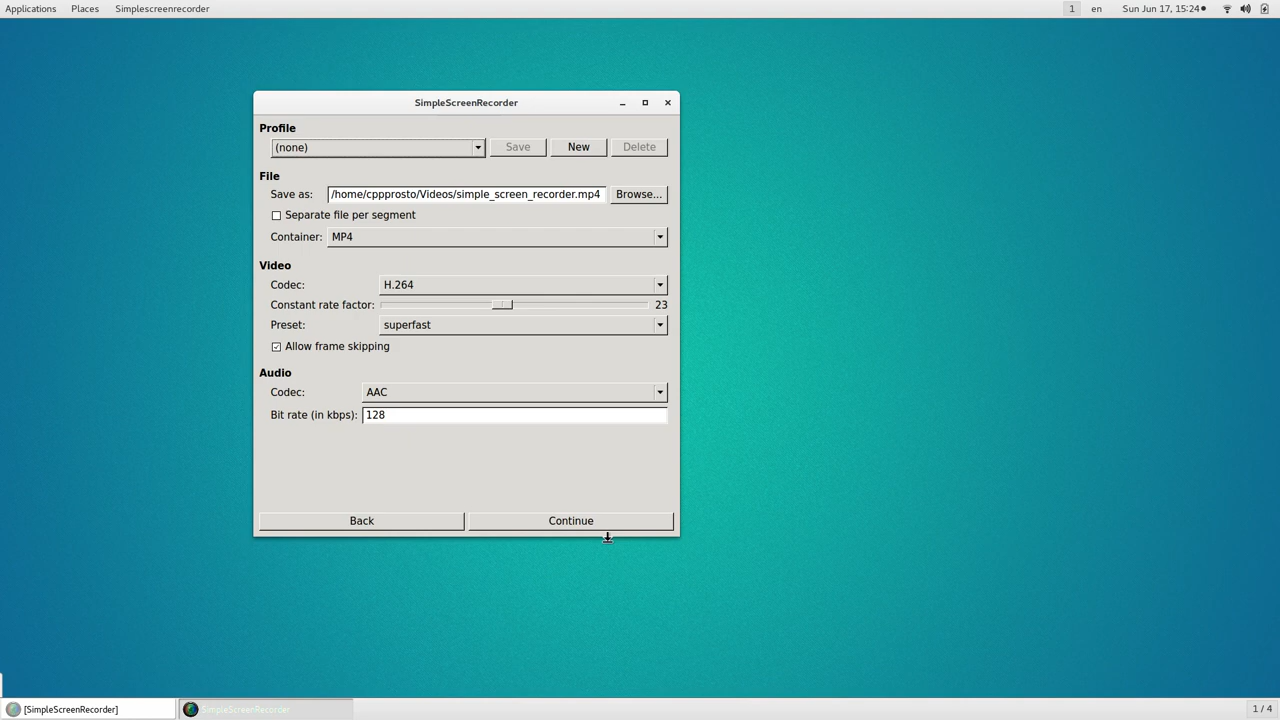 Applications Places Simplescreenrecorder 1 en Sun Jun 17, 15:24
SimpleScreenRecorder
Profile
(none) Save New Delete
File
Save as: /home/cppprosto/Videos/simple_screen_recorder.mp4 Browse...
Separate file per segment
Container: MP4
Video
Codec: H.264
Constant rate factor: 23
Preset: superfast
Allow frame skipping
Audio
Codec: AAC
Bit rate (in kbps): 128
Back Continue
[SimpleScreenRecorder] SimpleScreenRecorder 1 / 4